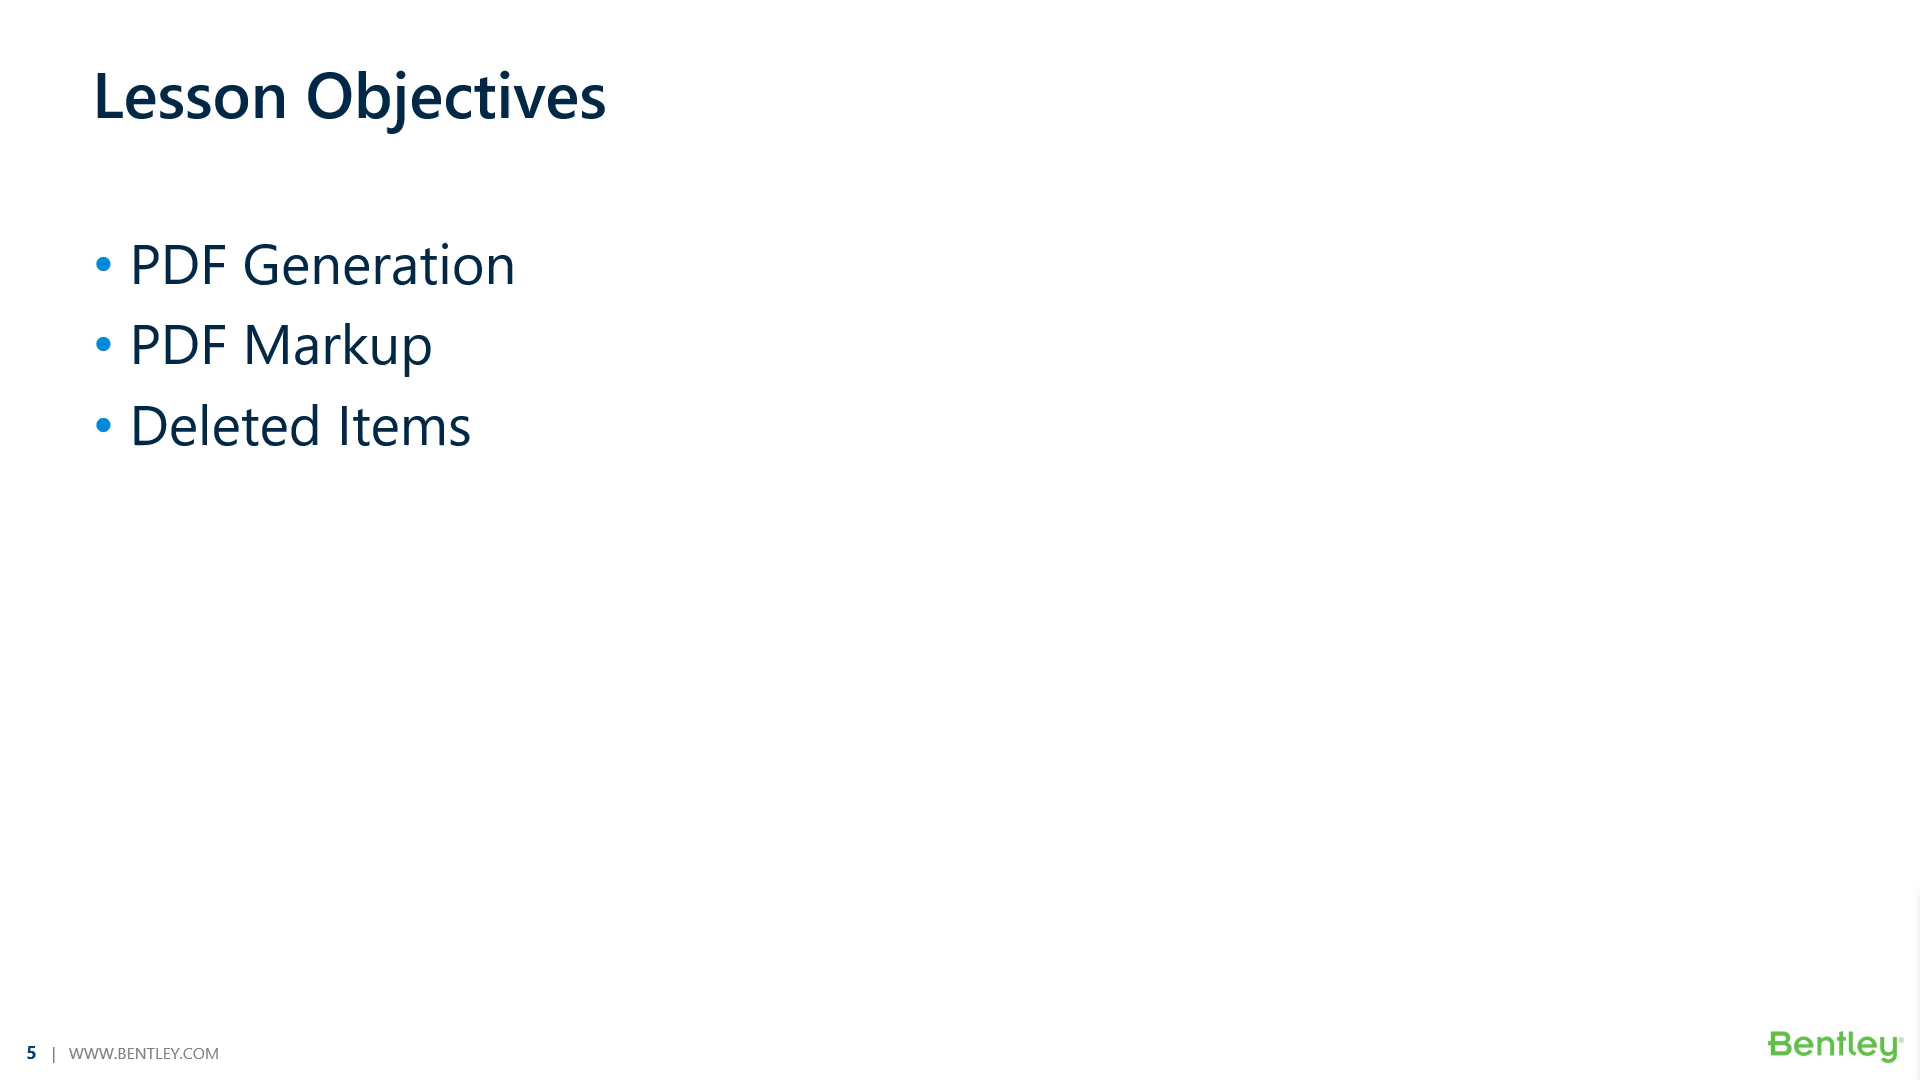 Lesson Objectives
• PDF Generation
• PDF Markup
• Deleted Items
5 | WWW.BENTLEY.COM
Bentley®